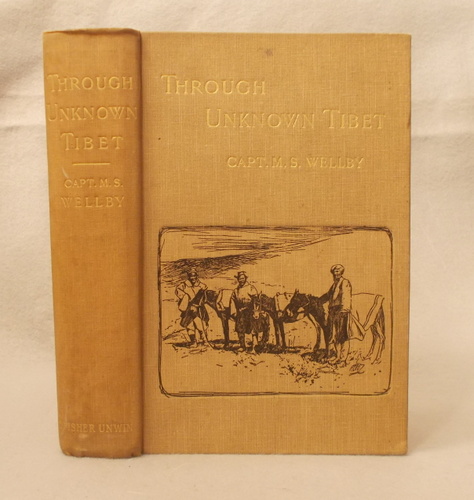 THROUGH
UNKNOWN
TIBET
CAPT. M. S.
WELLBY
FISHER UNWIN
THROUGH
UNKNOWN TIBET
CAPT. M. S. WELLBY